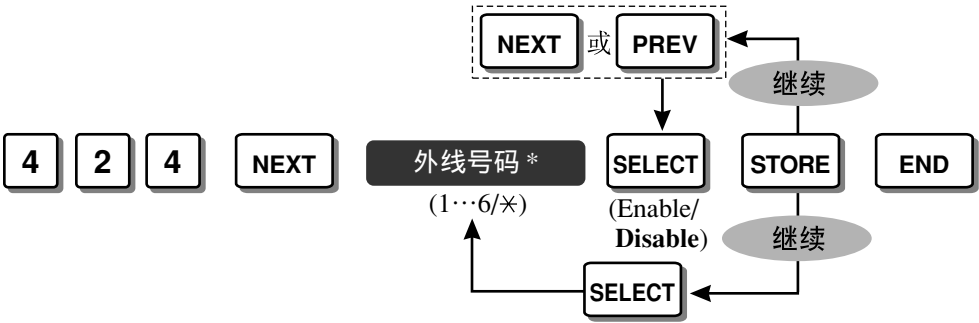 NEXT 或 PREV
继续
4 2 4 NEXT 外线号码* SELECT STORE END
(1…6/✳) (Enable/
Disable) 继续
SELECT